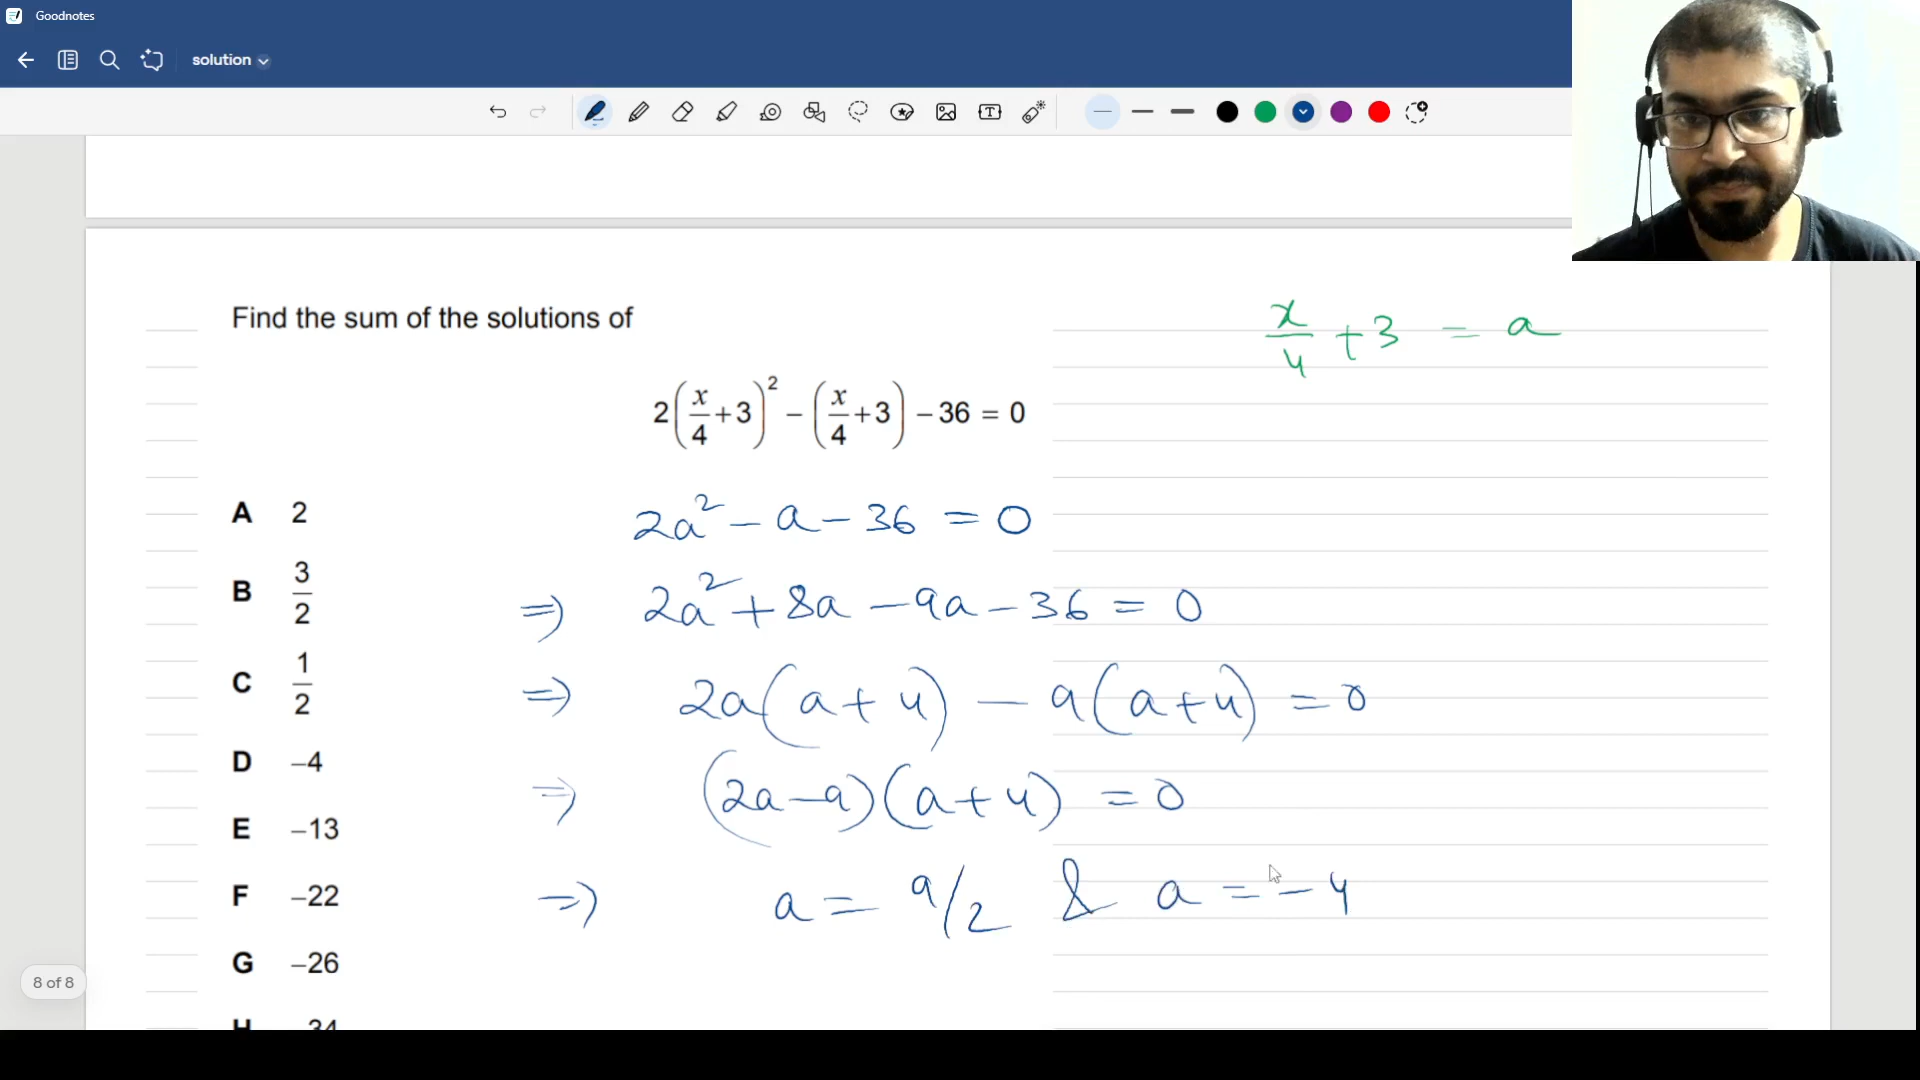 Goodnotes
solution
Find the sum of the solutions of
x/4 + 3 = a
2(x/4+3)² − (x/4+3) − 36 = 0
A 2
2a² − a − 36 = 0
B 3/2
⇒ 2a² + 8a − 9a − 36 = 0
C 1/2
⇒ 2a(a+4) − 9(a+4) = 0
D –4
⇒ (2a−9)(a+4) = 0
E –13
F –22
⇒ a = 9/2 & a = −4
G –26
8 of 8